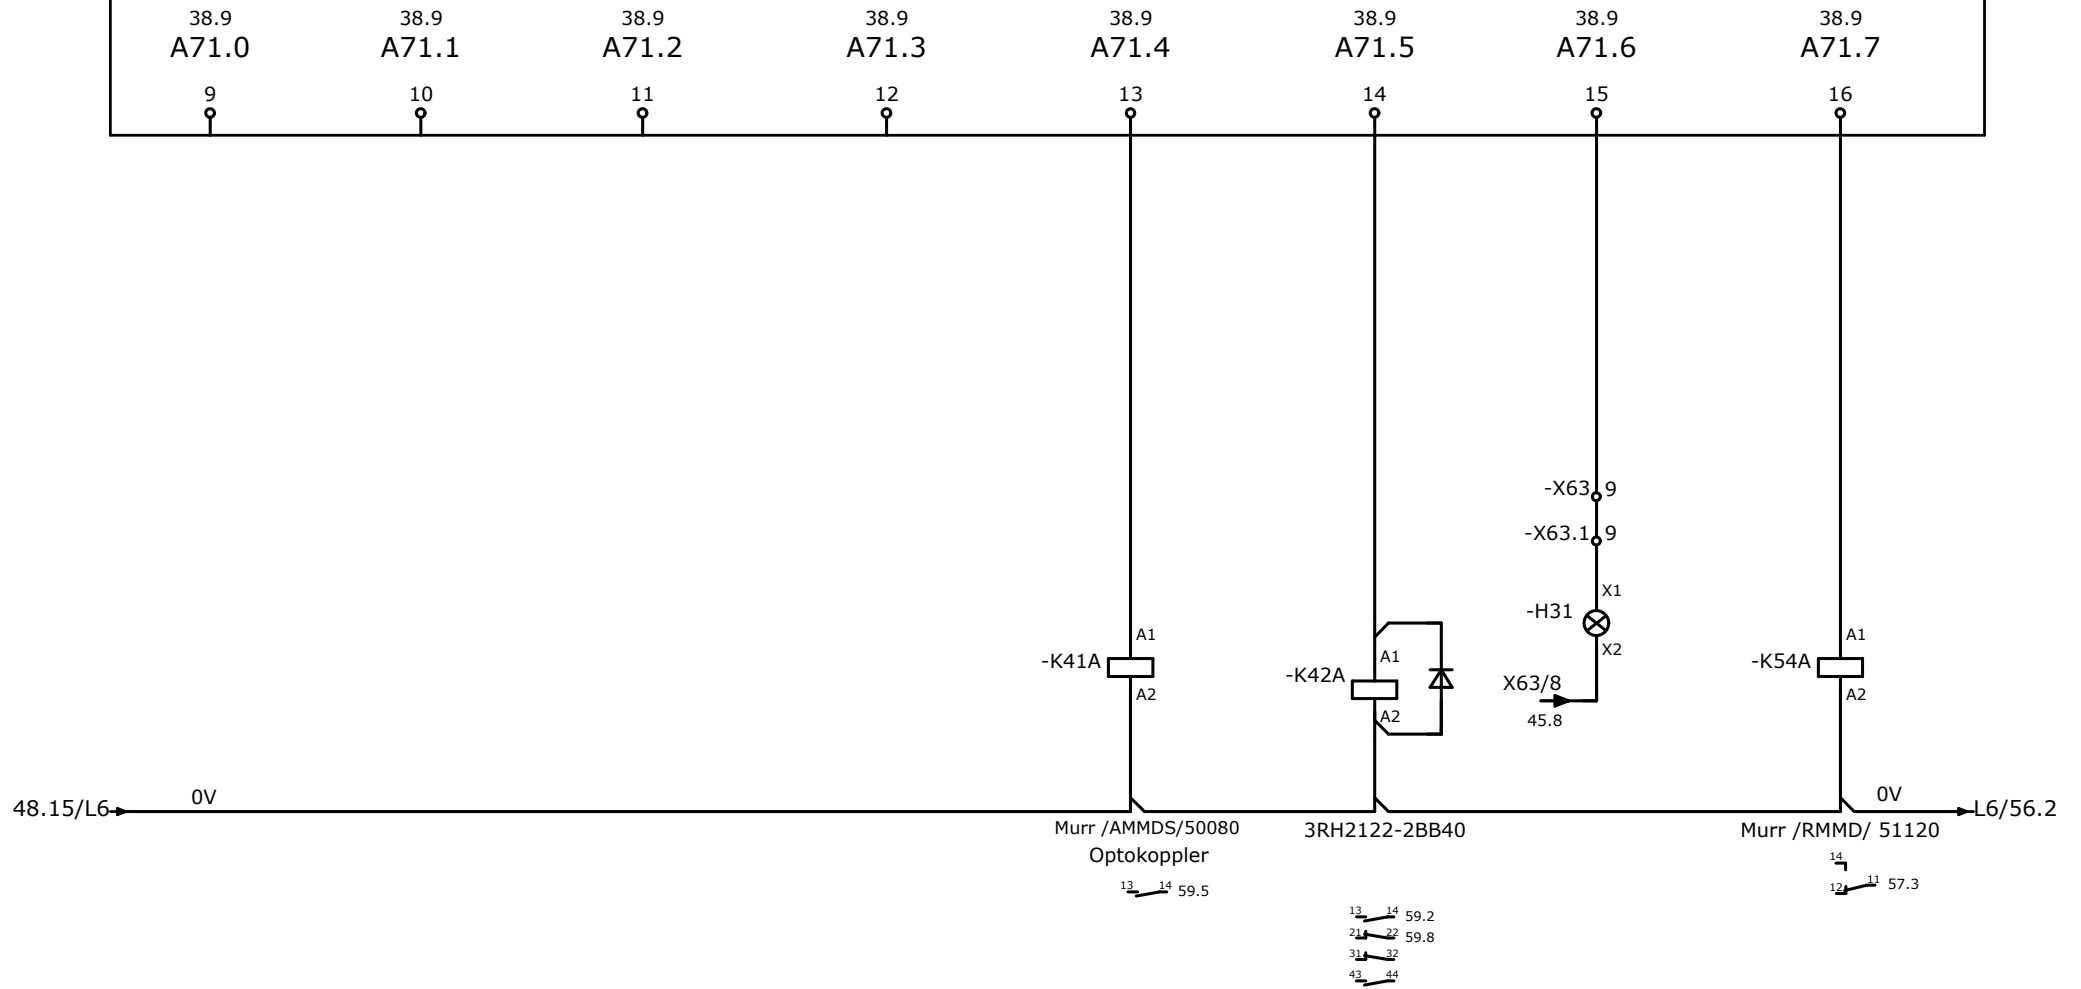 38.9 38.9 38.9 38.9 38.9 38.9 38.9 38.9
A71.0 A71.1 A71.2 A71.3 A71.4 A71.5 A71.6 A71.7
9 10 11 12 13 14 15 16
-X63 9
-X63.1 9
X1
-H31
X2
A1 A1
-K41A -K54A
A2 A2
A1
-K42A
A2
X63/8
45.8
48.15/L6 0V 0V L6/56.2
Murr /AMMDS/50080 3RH2122-2BB40 Murr /RMMD/ 51120
Optokoppler
14
12 11 57.3
13 14 59.5
13 14 59.2
21 22 59.8
31 32
43 44